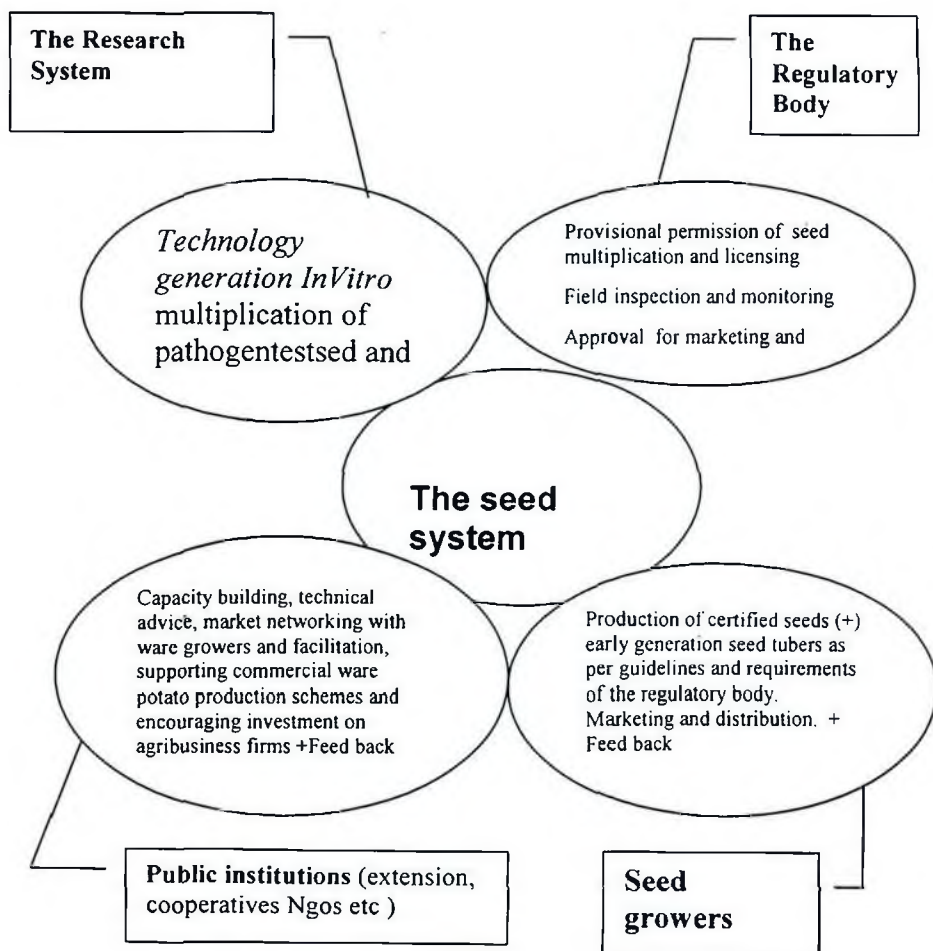 The Research
System
The
Regulatory
Body
Technology
generation InVitro
multiplication of
pathogentestsed and
Provisional permission of seed
multiplication and licensing
Field inspection and monitoring
Approval for marketing and
The seed
system
Capacity building, technical
advice, market networking with
ware growers and facilitation,
supporting commercial ware
potato production schemes and
encouraging investment on
agribusiness firms +Feed back
Production of certified seeds (+)
early generation seed tubers as
per guidelines and requirements
of the regulatory body.
Marketing and distribution. +
Feed back
Public institutions (extension,
cooperatives Ngos etc )
Seed
growers